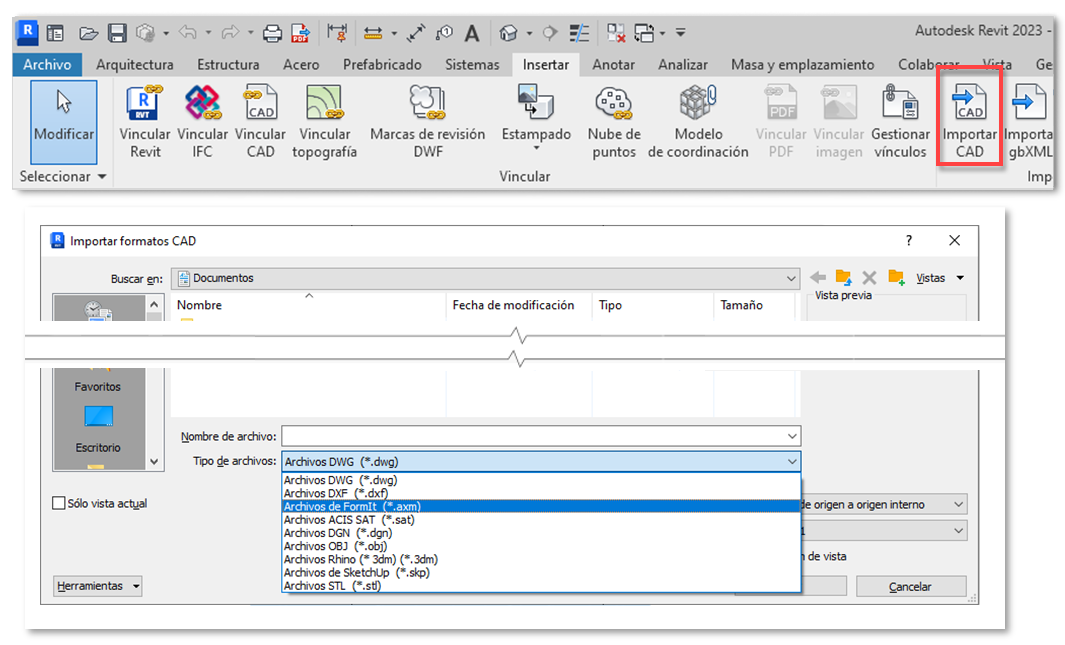 Autodesk Revit 2023 -
Archivo Arquitectura Estructura Acero Prefabricado Sistemas Insertar Anotar Analizar Masa y emplazamiento Colaborar Vista Ge
Modificar
Vincular Revit
Vincular IFC
Vincular CAD
Vincular topografía
Marcas de revisión DWF
Estampado
Nube de puntos
Modelo de coordinación
Vincular PDF
Vincular imagen
Gestionar vínculos
Importar CAD
Importa gbXML
Seleccionar Vincular Imp
Importar formatos CAD ?
Buscar en: Documentos Vistas
Vista previa
Nombre Fecha de modificación Tipo Tamaño
Favoritos
Escritorio
Nombre de archivo:
Tipo de archivos: Archivos DWG (*.dwg)
Archivos DWG (*.dwg)
Archivos DXF (*.dxf)
Archivos de FormIt (*.axm)
Archivos ACIS SAT (*.sat)
Archivos DGN (*.dgn)
Archivos OBJ (*.obj)
Archivos Rhino (* 3dm) (*.3dm)
Archivos de SketchUp (*.skp)
Archivos STL (*.stl)
Sólo vista actual
de origen a origen interno
n de vista
Herramientas Cancelar